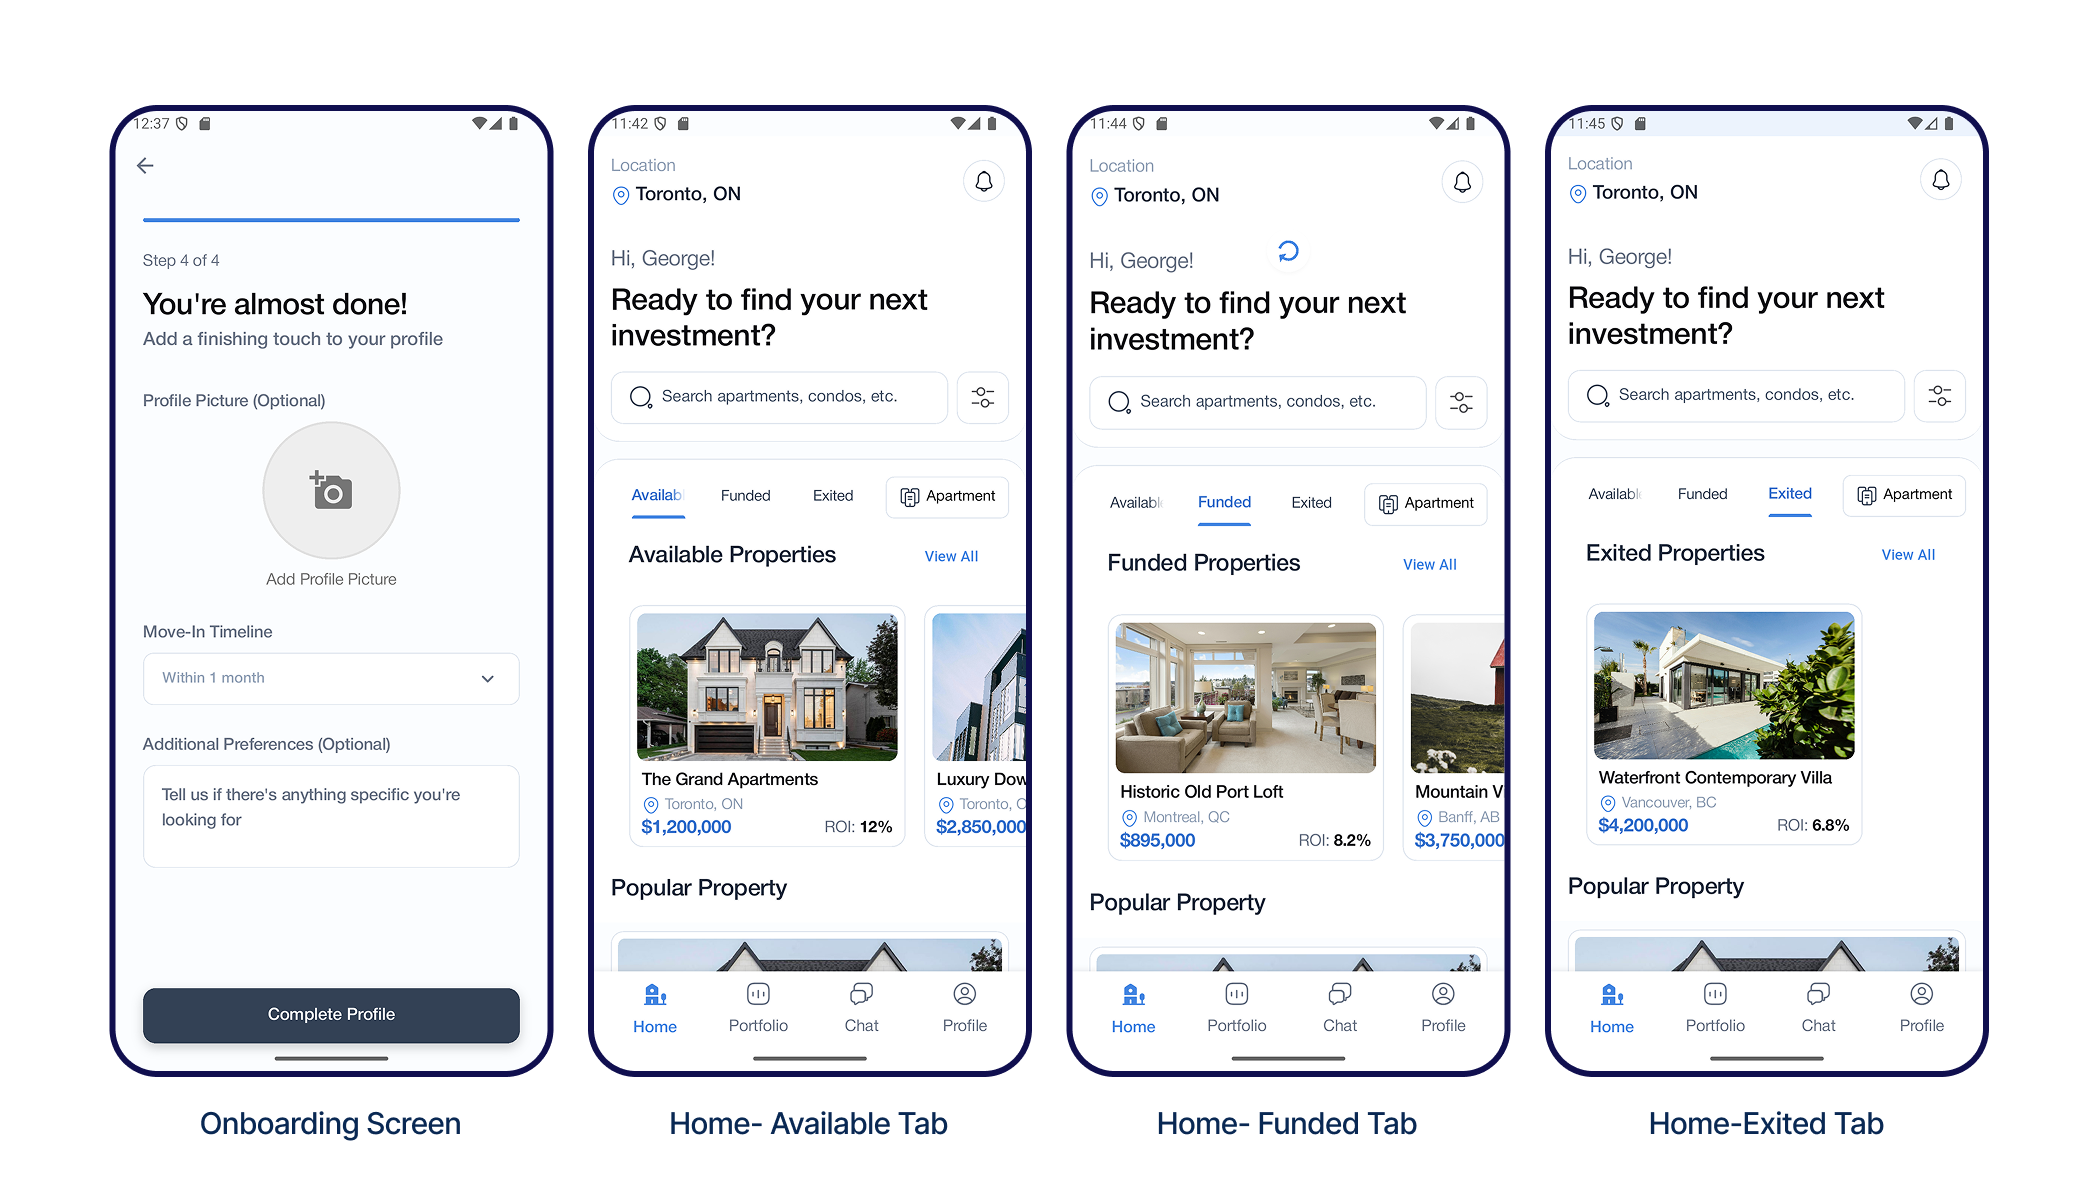 12:37
Step 4 of 4
You're almost done!
Add a finishing touch to your profile
Profile Picture (Optional)
Add Profile Picture
Move-In Timeline
Within 1 month
Additional Preferences (Optional)
Tell us if there's anything specific you're
looking for
Complete Profile
Onboarding Screen
11:42
Location
Toronto, ON
Hi, George!
Ready to find your next
investment?
Search apartments, condos, etc.
Availab
Funded
Exited
Apartment
Available Properties
View All
The Grand Apartments
Toronto, ON
$1,200,000
ROI: 12%
Luxury Dow
Toronto, O
$2,850,000
Popular Property
Home
Portfolio
Chat
Profile
Home- Available Tab
11:44
Location
Toronto, ON
Hi, George!
Ready to find your next
investment?
Search apartments, condos, etc.
Availabl
Funded
Exited
Apartment
Funded Properties
View All
Historic Old Port Loft
Montreal, QC
$895,000
ROI: 8.2%
Mountain V
Banff, AB
$3,750,000
Popular Property
Home
Portfolio
Chat
Profile
Home- Funded Tab
11:45
Location
Toronto, ON
Hi, George!
Ready to find your next
investment?
Search apartments, condos, etc.
Availabl
Funded
Exited
Apartment
Exited Properties
View All
Waterfront Contemporary Villa
Vancouver, BC
$4,200,000
ROI: 6.8%
Popular Property
Home
Portfolio
Chat
Profile
Home-Exited Tab